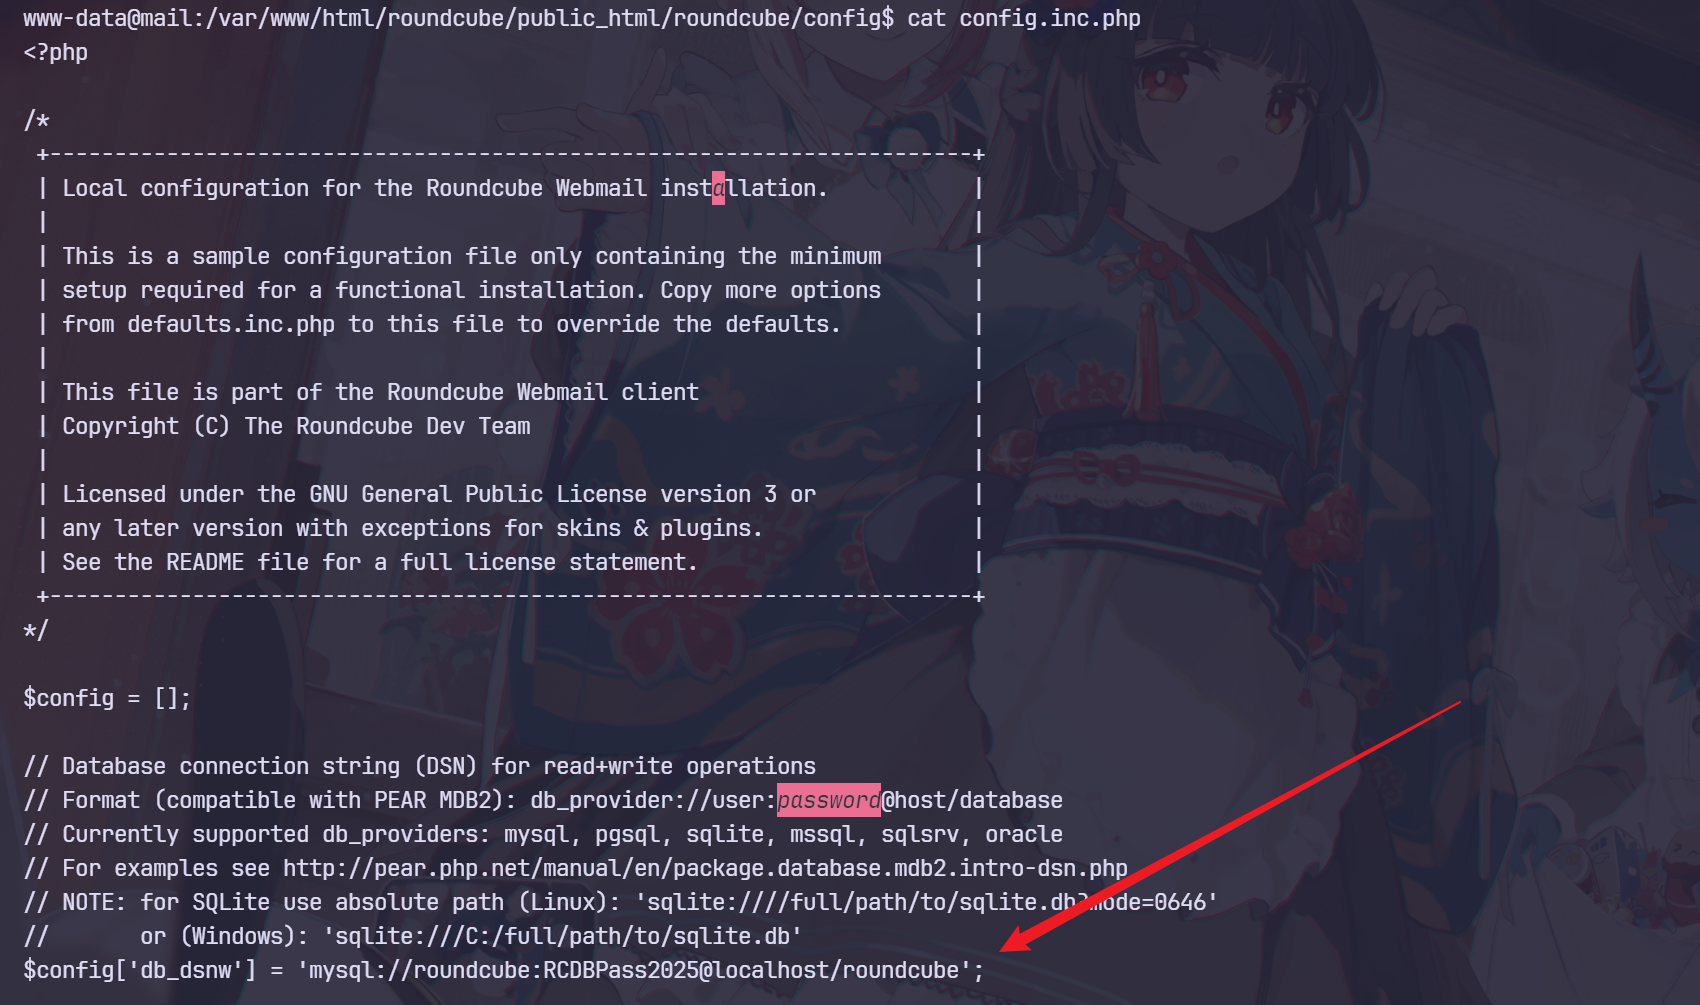 www-data@mail:/var/www/html/roundcube/public_html/roundcube/config$ cat config.inc.php
<?php
/*
+-----------------------------------------------------------------------+
| Local configuration for the Roundcube Webmail installation. |
| |
| This is a sample configuration file only containing the minimum |
| setup required for a functional installation. Copy more options |
| from defaults.inc.php to this file to override the defaults. |
| |
| This file is part of the Roundcube Webmail client |
| Copyright (C) The Roundcube Dev Team |
| |
| Licensed under the GNU General Public License version 3 or |
| any later version with exceptions for skins & plugins. |
| See the README file for a full license statement. |
+-----------------------------------------------------------------------+
*/
$config = [];
// Database connection string (DSN) for read+write operations
// Format (compatible with PEAR MDB2): db_provider://user:password@host/database
// Currently supported db_providers: mysql, pgsql, sqlite, mssql, sqlsrv, oracle
// For examples see http://pear.php.net/manual/en/package.database.mdb2.intro-dsn.php
// NOTE: for SQLite use absolute path (Linux): 'sqlite:////full/path/to/sqlite.db?mode=0646'
// or (Windows): 'sqlite:///C:/full/path/to/sqlite.db'
$config['db_dsnw'] = 'mysql://roundcube:RCDBPass2025@localhost/roundcube';